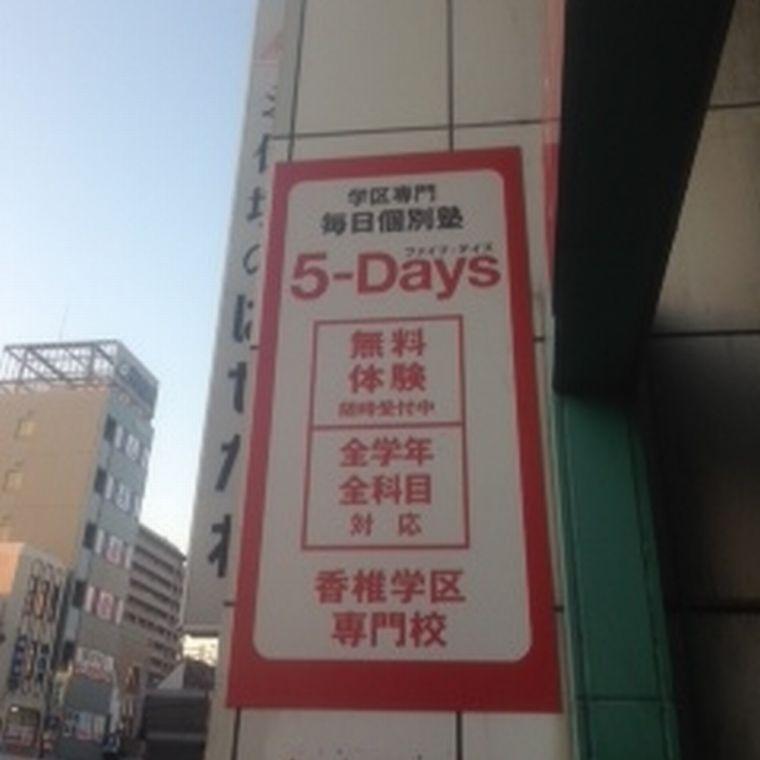 学区専門
毎日個別塾
ファイブ・デイズ
5-Days
無料
体験
随時受付中
全学年
全科目
対応
香椎学区
専門校